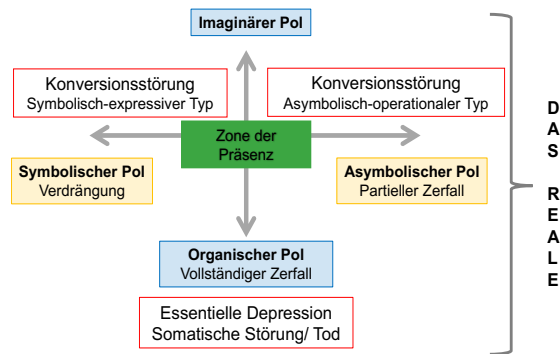 Imaginärer Pol
Konversionsstörung
Symbolisch-expressiver Typ
Konversionsstörung
Asymbolisch-operationaler Typ
Zone der
Präsenz
Symbolischer Pol
Verdrängung
Asymbolischer Pol
Partieller Zerfall
Organischer Pol
Vollständiger Zerfall
Essentielle Depression
Somatische Störung/ Tod
D
A
S
R
E
A
L
E